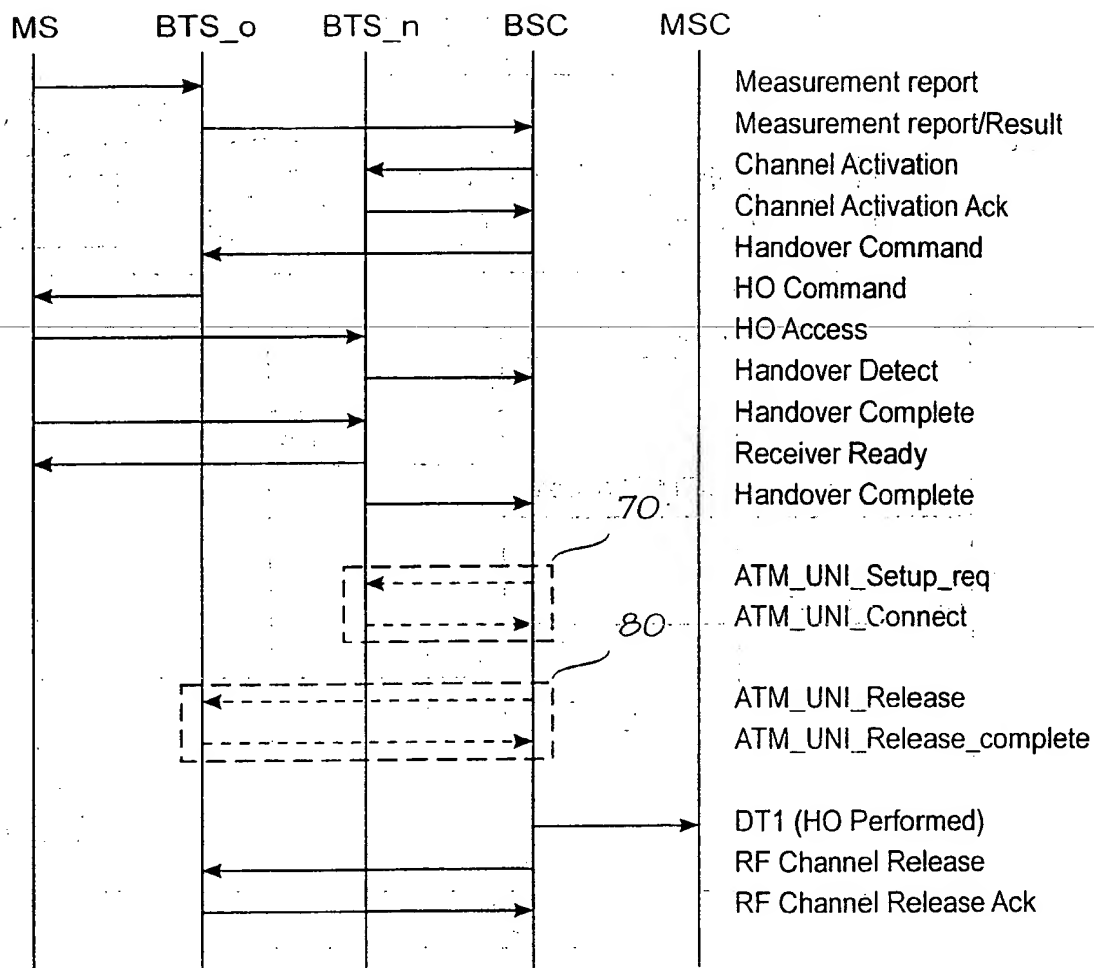 MS BTS_o BTS_n BSC MSC
Measurement report
Measurement report/Result
Channel Activation
Channel Activation Ack
Handover Command
HO Command
HO Access
Handover Detect
Handover Complete
Receiver Ready
Handover Complete
70
ATM_UNI_Setup_req
ATM_UNI_Connect
80
ATM_UNI_Release
ATM_UNI_Release_complete
DT1 (HO Performed)
RF Channel Release
RF Channel Release Ack